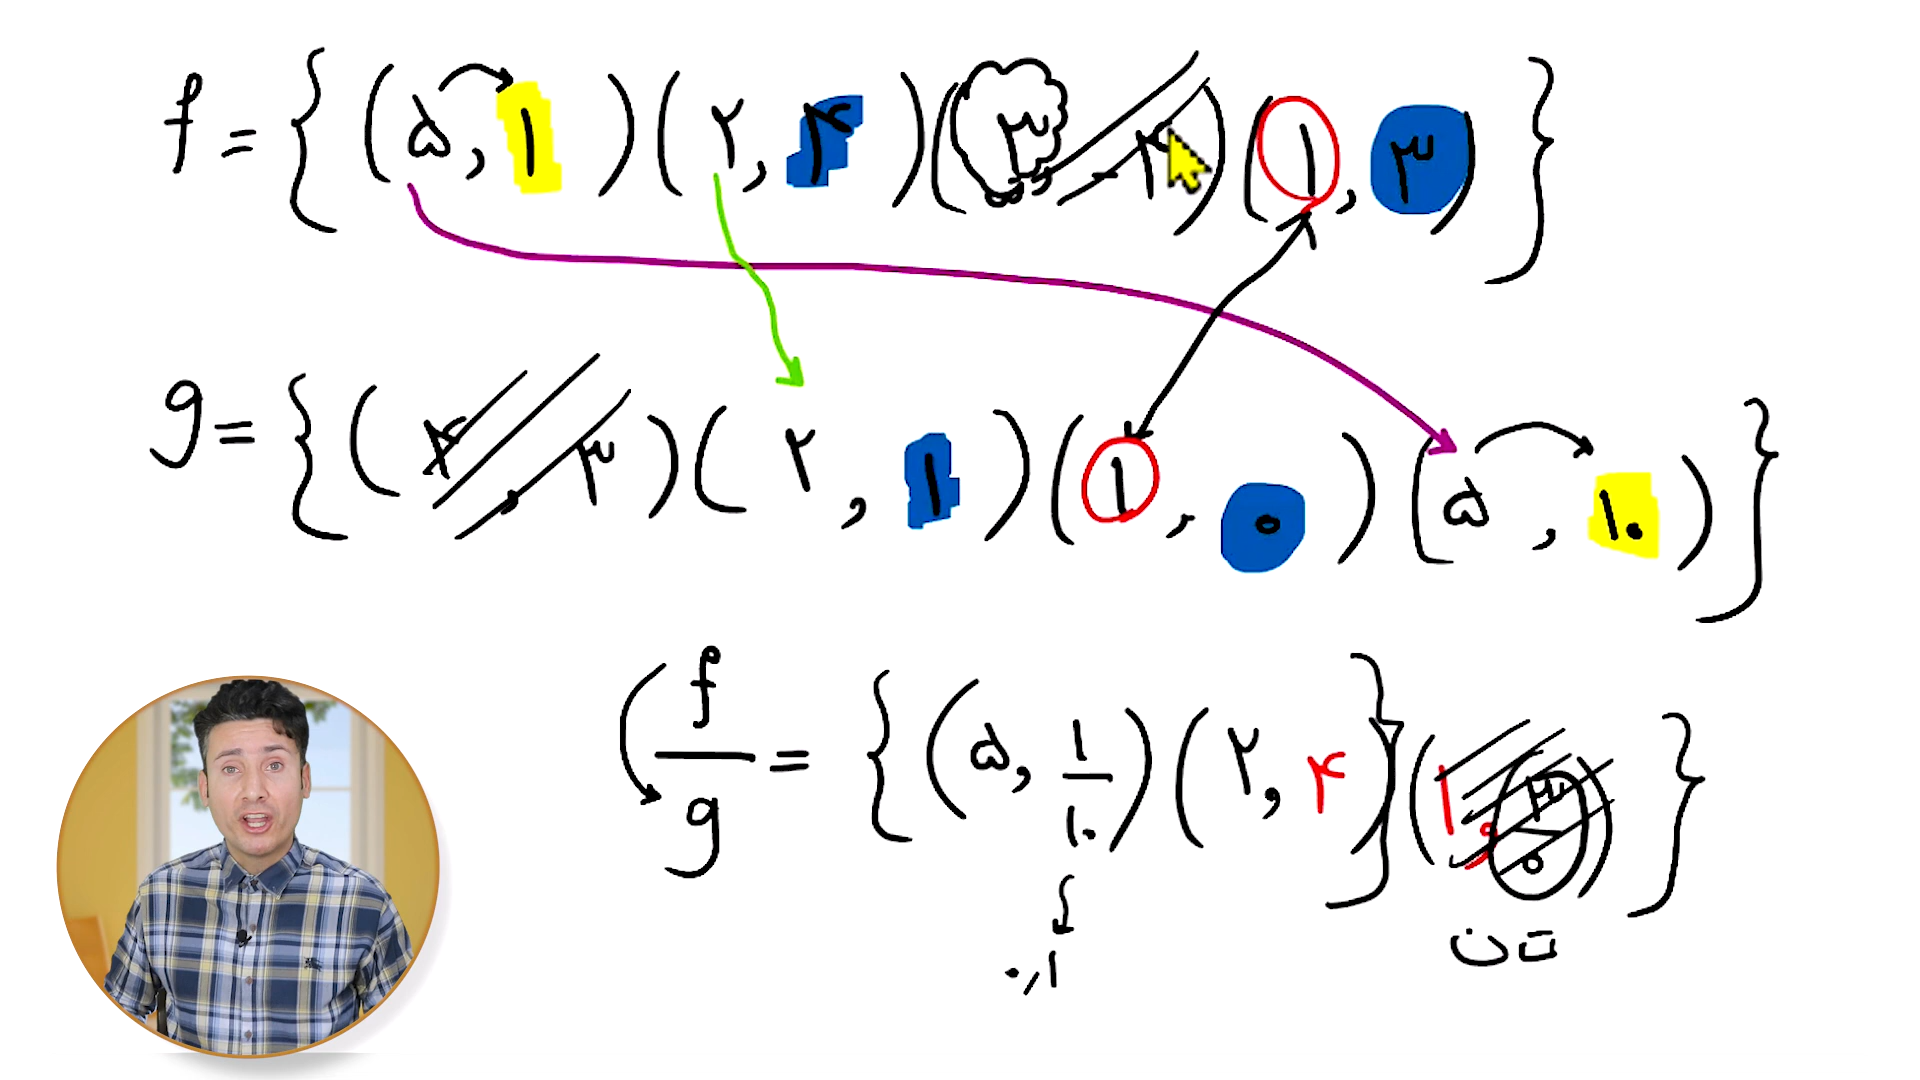 f = { (۵, ۱) (۲, ۴) (۳, -۴) (۱, ۳) }
g = { (۴, ۳) (۲, ۱) (۱, ۰) (۵, ۱۰) }
f/g = { (۵, ۱/۱۰) (۲, ۴) } (۱, ۳/۰) }
۰٫۱
ت ن